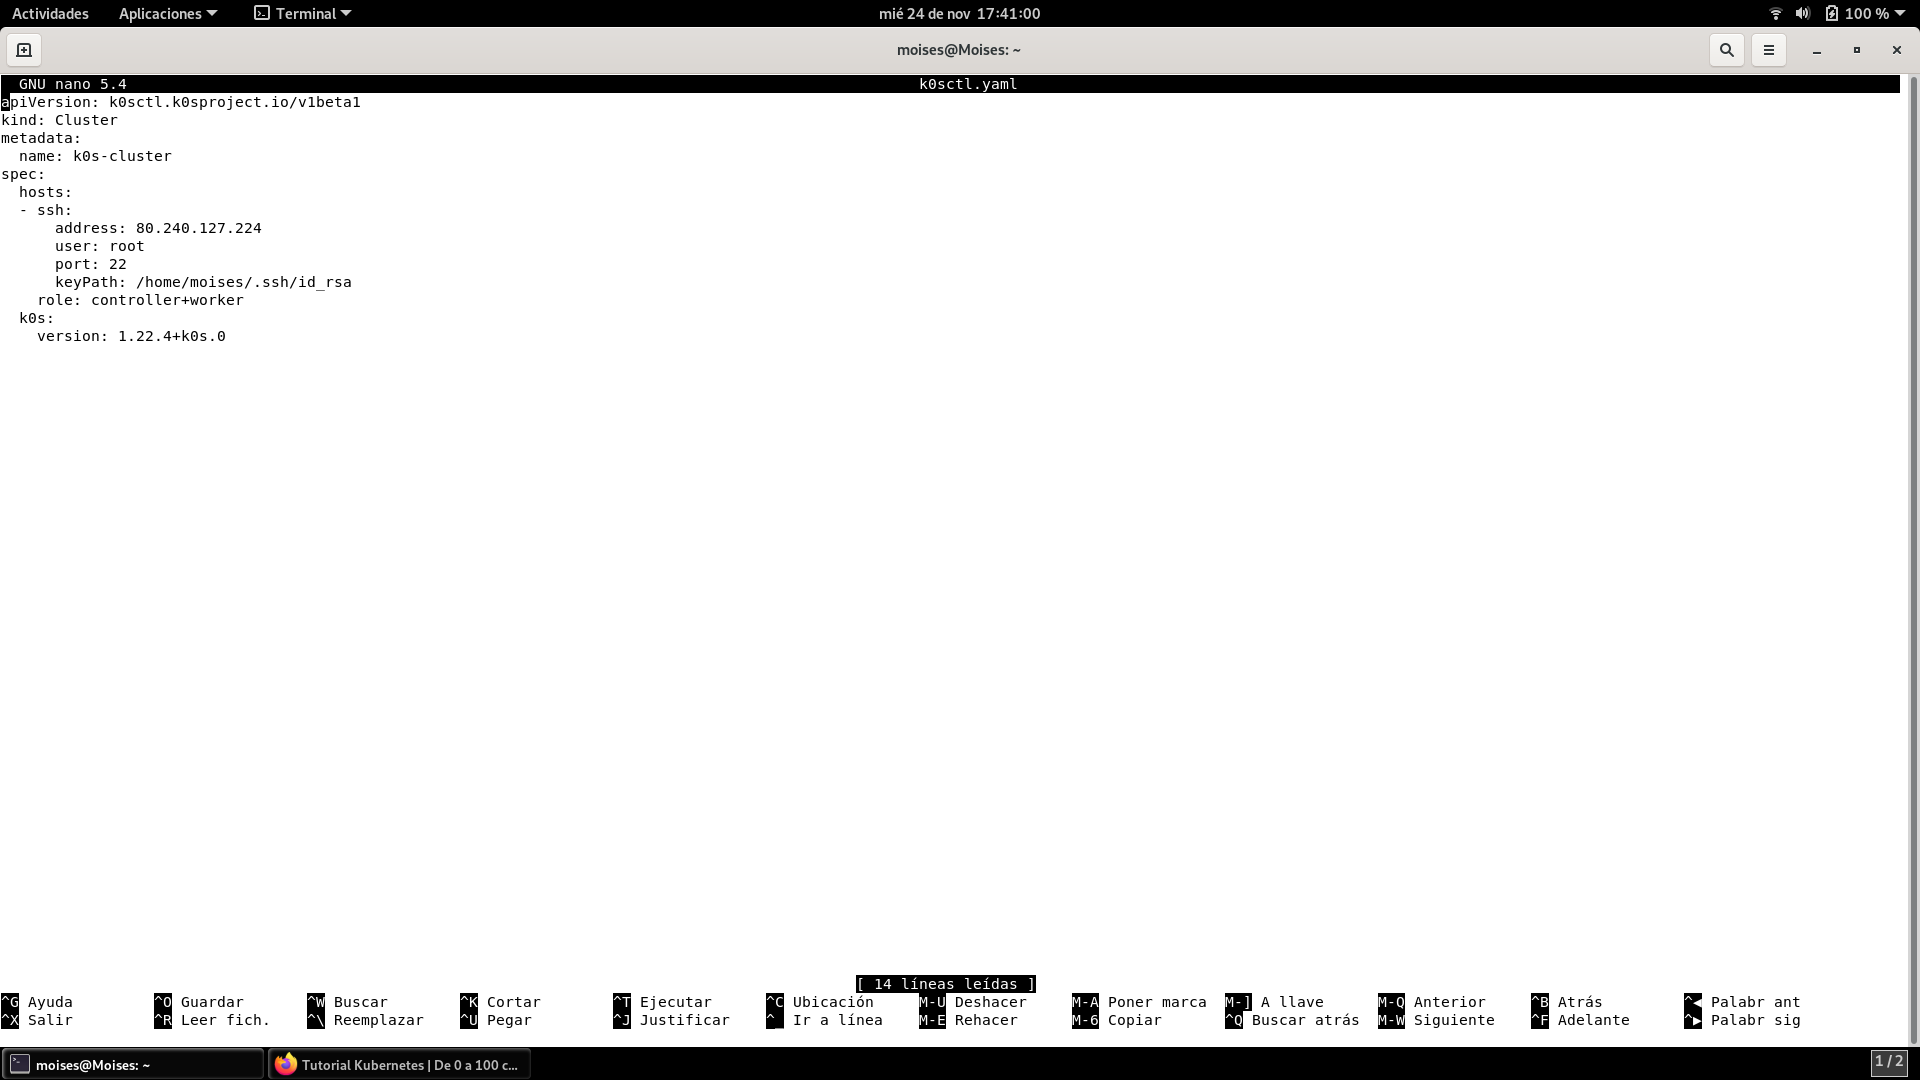 Actividades Aplicaciones Terminal mié 24 de nov 17:41:00 100 %
moises@Moises: ~
GNU nano 5.4 k0sctl.yaml
apiVersion: k0sctl.k0sproject.io/v1beta1
kind: Cluster
metadata:
  name: k0s-cluster
spec:
  hosts:
  - ssh:
      address: 80.240.127.224
      user: root
      port: 22
      keyPath: /home/moises/.ssh/id_rsa
    role: controller+worker
  k0s:
    version: 1.22.4+k0s.0
[ 14 líneas leídas ]
^G Ayuda ^O Guardar ^W Buscar ^K Cortar ^T Ejecutar ^C Ubicación M-U Deshacer M-A Poner marca M-] A llave M-Q Anterior ^B Atrás ^◀ Palabr ant
^X Salir ^R Leer fich. ^\ Reemplazar ^U Pegar ^J Justificar ^_ Ir a línea M-E Rehacer M-6 Copiar ^Q Buscar atrás M-W Siguiente ^F Adelante ^▶ Palabr sig
moises@Moises: ~ Tutorial Kubernetes | De 0 a 100 c... 1 / 2